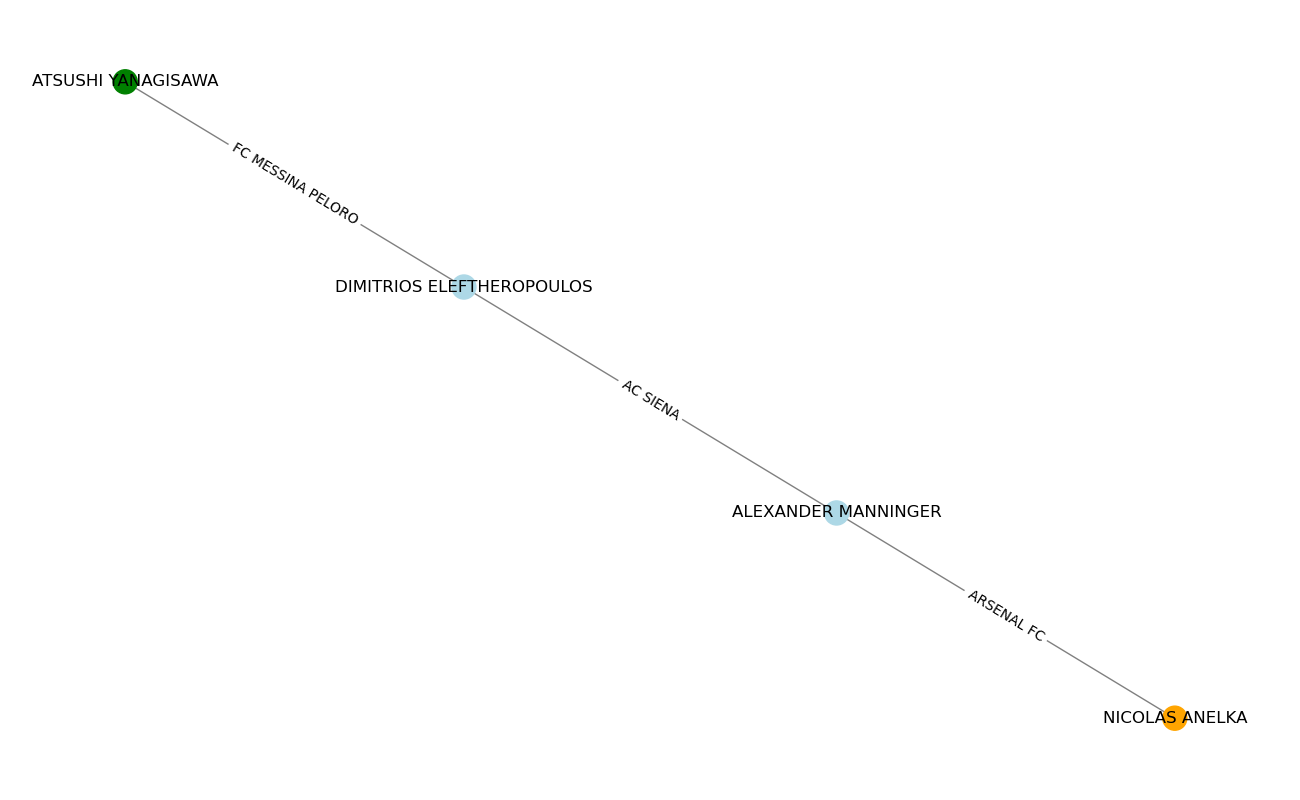 ATSUSHI YANAGISAWA
FC MESSINA PELORO
DIMITRIOS ELEFTHEROPOULOS
AC SIENA
ALEXANDER MANNINGER
ARSENAL FC
NICOLAS ANELKA